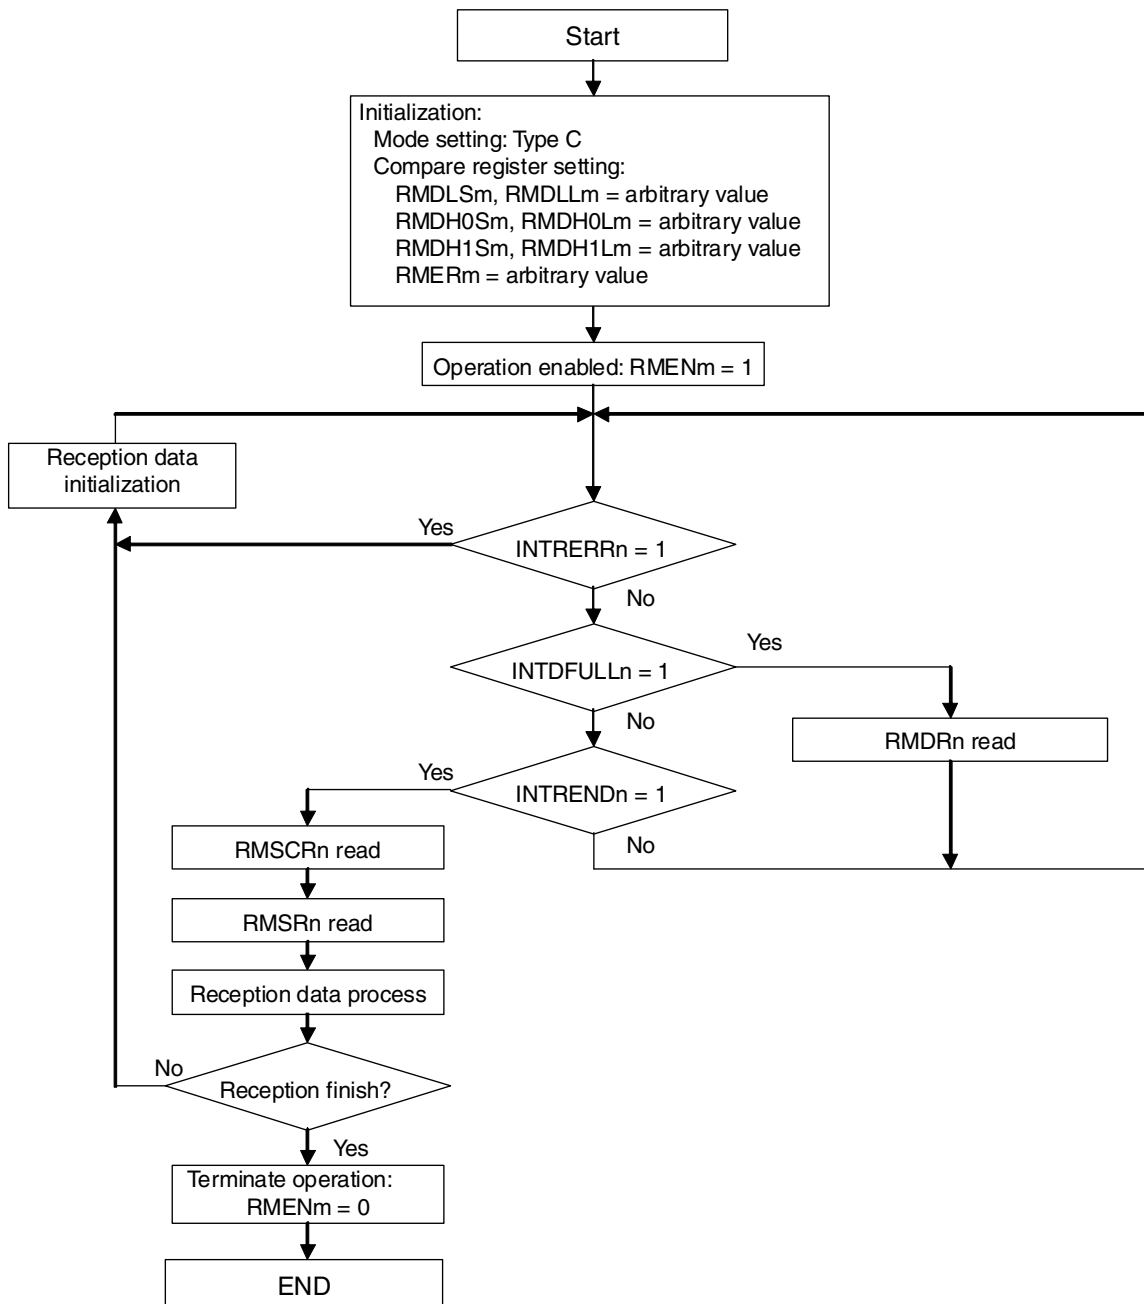 Start
Initialization:
Mode setting: Type C
Compare register setting:
RMDLSm, RMDLLm = arbitrary value
RMDH0Sm, RMDH0Lm = arbitrary value
RMDH1Sm, RMDH1Lm = arbitrary value
RMERm = arbitrary value
Operation enabled: RMENm = 1
Reception data
initialization
Yes
INTRERRn = 1
No
Yes
INTDFULLn = 1
No
RMDRn read
Yes
INTRENDn = 1
No
RMSCRn read
RMSRn read
Reception data process
No
Reception finish?
Yes
Terminate operation:
RMENm = 0
END